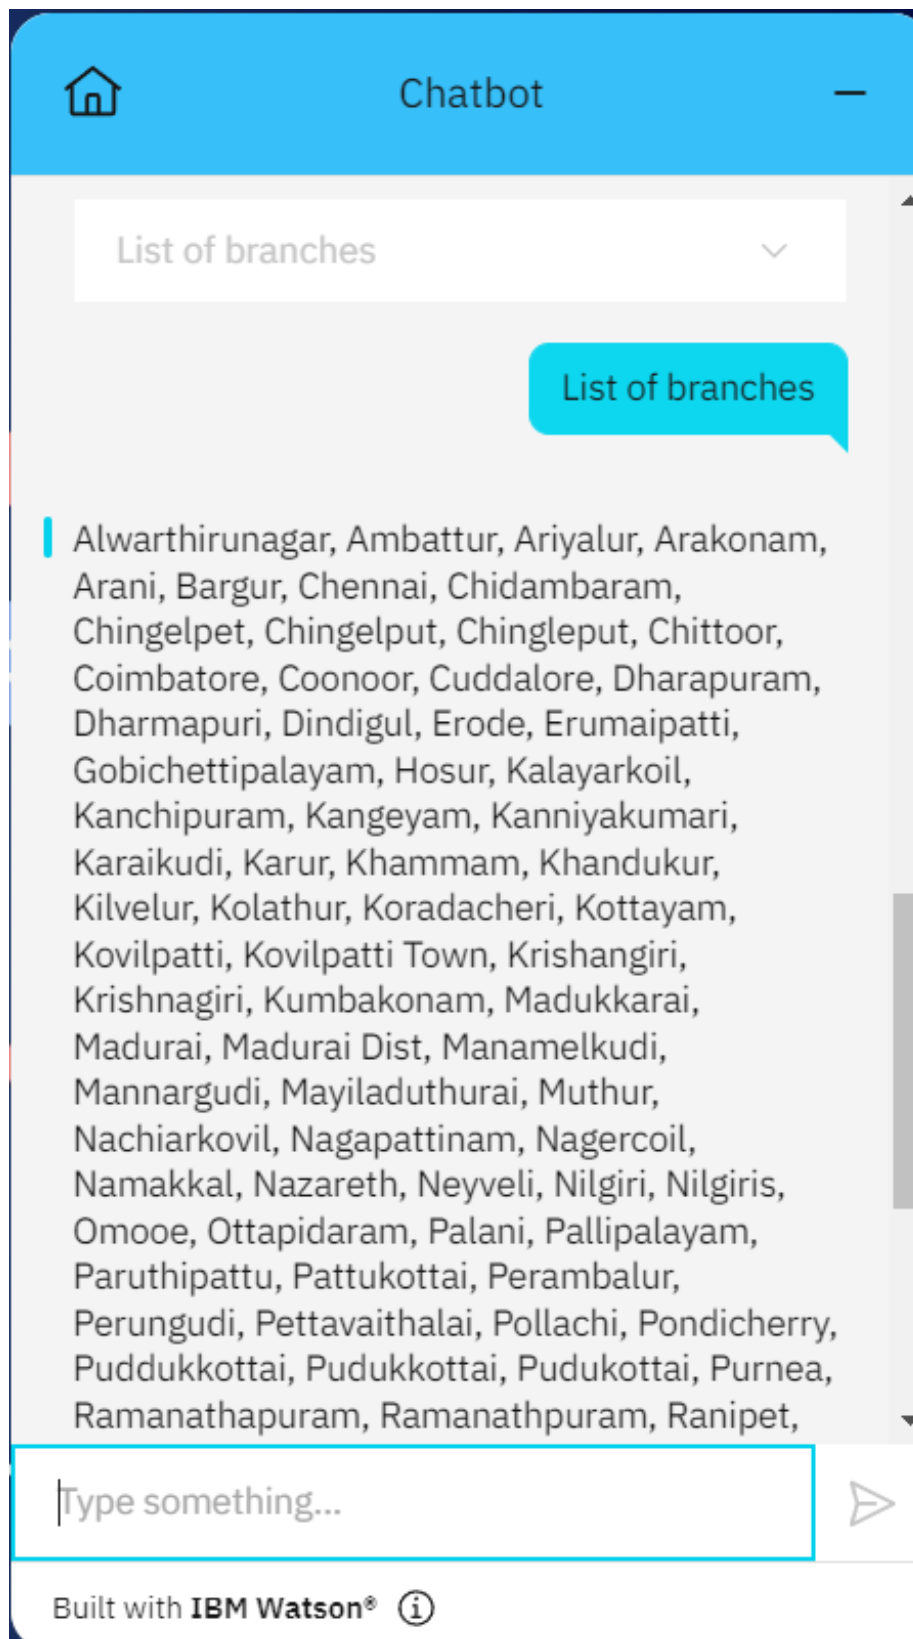 Chatbot
List of branches
List of branches
Alwarthirunagar, Ambattur, Ariyalur, Arakonam,
Arani, Bargur, Chennai, Chidambaram,
Chingelpet, Chingelput, Chingleput, Chittoor,
Coimbatore, Coonoor, Cuddalore, Dharapuram,
Dharmapuri, Dindigul, Erode, Erumaipatti,
Gobichettipalayam, Hosur, Kalayarkoil,
Kanchipuram, Kangeyam, Kanniyakumari,
Karaikudi, Karur, Khammam, Khandukur,
Kilvelur, Kolathur, Koradacheri, Kottayam,
Kovilpatti, Kovilpatti Town, Krishangiri,
Krishnagiri, Kumbakonam, Madukkarai,
Madurai, Madurai Dist, Manamelkudi,
Mannargudi, Mayiladuthurai, Muthur,
Nachiarkovil, Nagapattinam, Nagercoil,
Namakkal, Nazareth, Neyveli, Nilgiri, Nilgiris,
Omooe, Ottapidaram, Palani, Pallipalayam,
Paruthipattu, Pattukottai, Perambalur,
Perungudi, Pettavaithalai, Pollachi, Pondicherry,
Puddukkottai, Pudukkottai, Pudukottai, Purnea,
Ramanathapuram, Ramanathpuram, Ranipet,
Type something...
Built with IBM Watson®